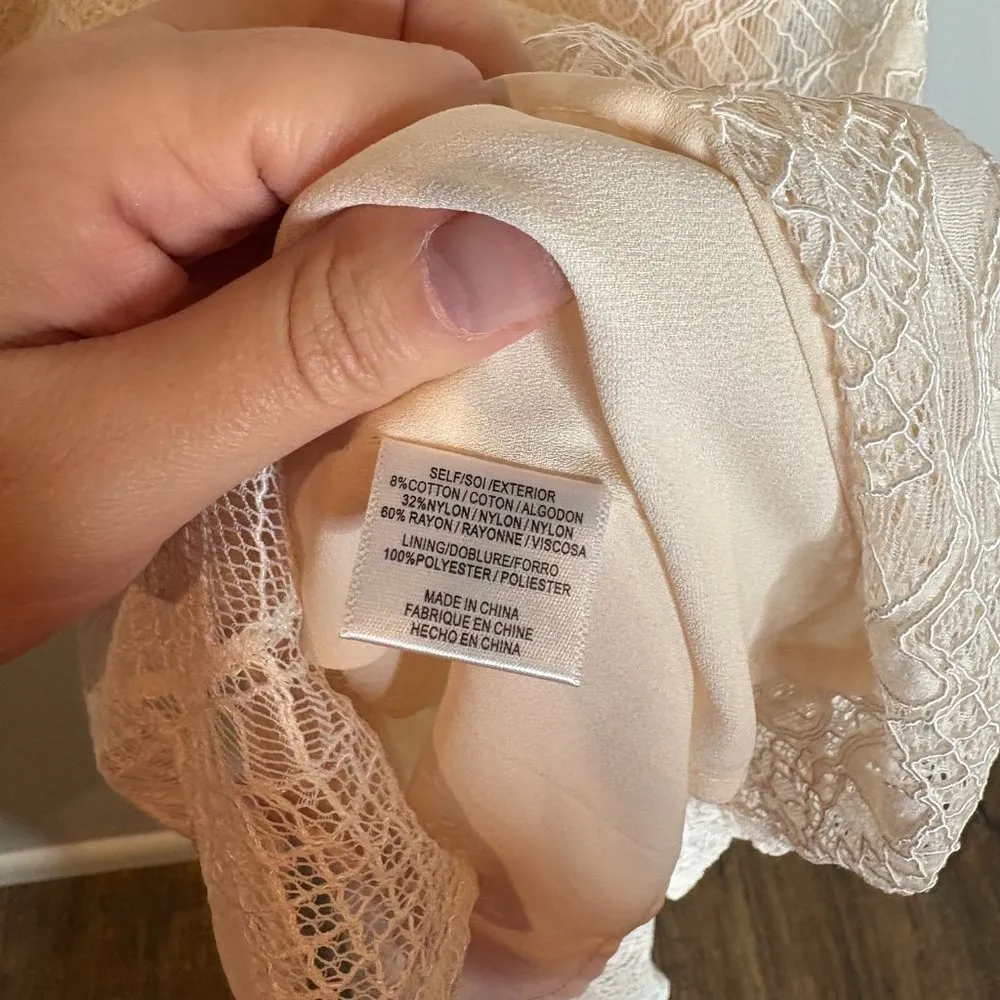 SELF/SOI/EXTERIOR
8%COTTON/COTON/ALGODON
32%NYLON/NYLON/NYLON
60% RAYON/RAYONNE/VISCOSA
LINING/DOBLURE/FORRO
100%POLYESTER/POLIESTER
MADE IN CHINA
FABRIQUE EN CHINE
HECHO EN CHINA